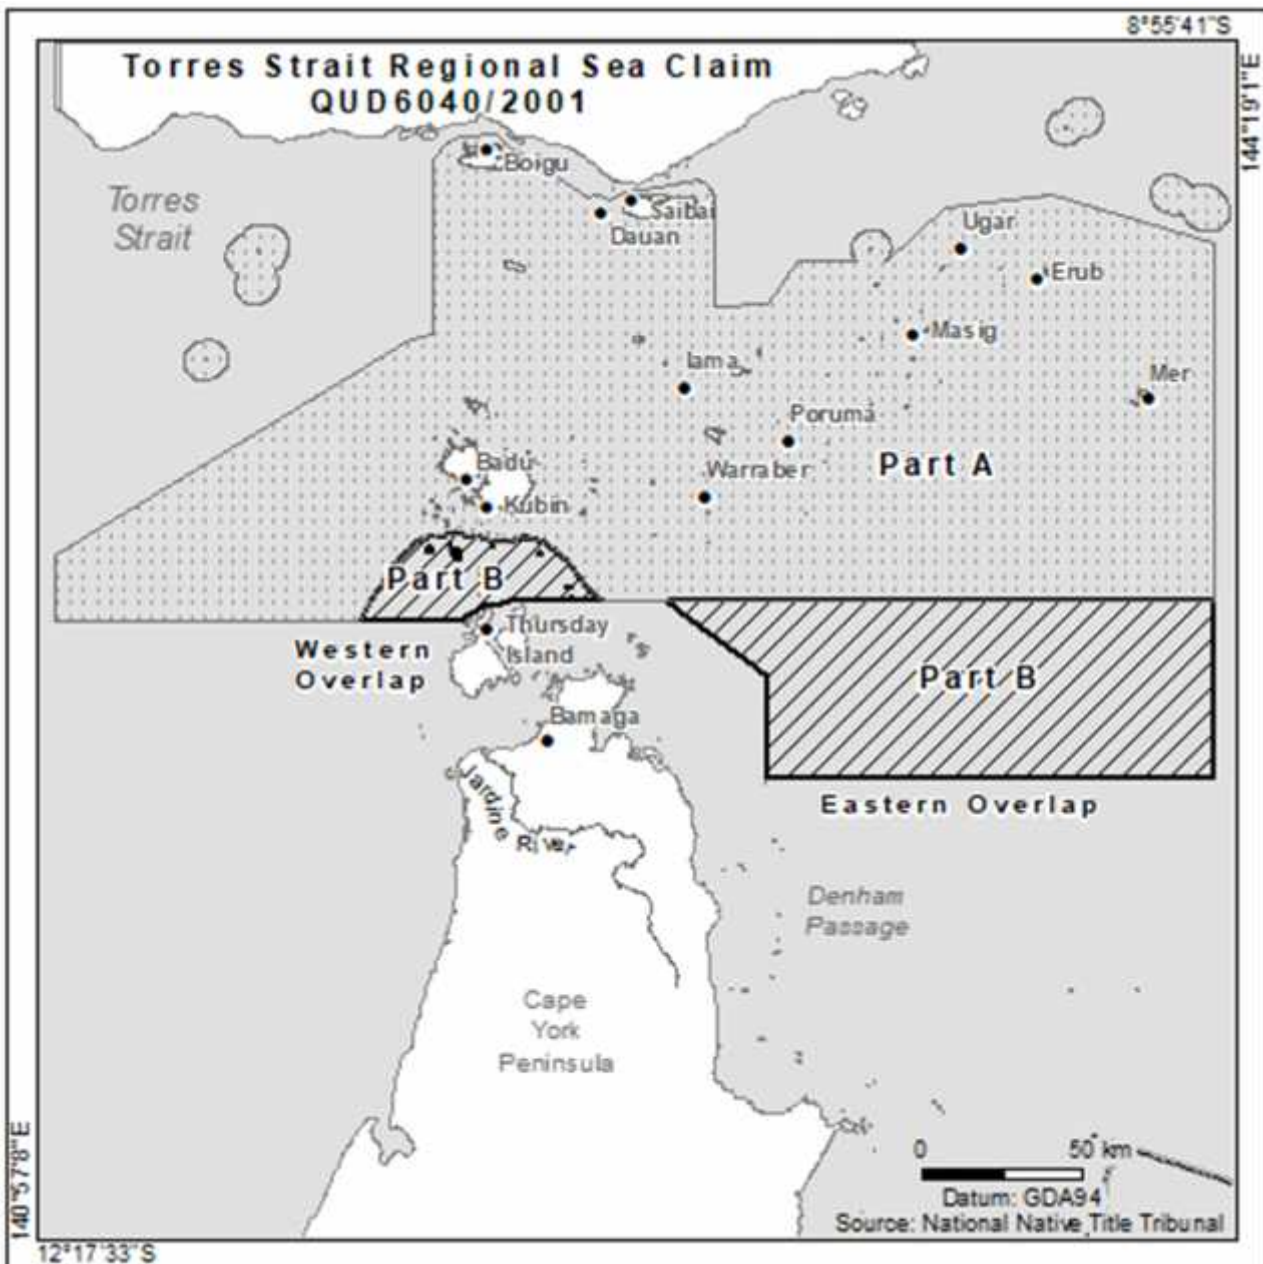 8°55'41"S
144°19'1"E
Torres Strait Regional Sea Claim
QUD6040/2001
Boigu
Torres
Strait
Saibai
Dauan
Ugar
Erub
Masig
Iama
Mer
Poruma
Part A
Badu
Warraber
Kubin
Part B
Thursday
Island
Western
Overlap
Part B
Bamaga
Eastern Overlap
Jardine
River
Denham
Passage
Cape
York
Peninsula
0 50 km
Datum: GDA94
Source: National Native Title Tribunal
140°57'8"E
12°17'33"S